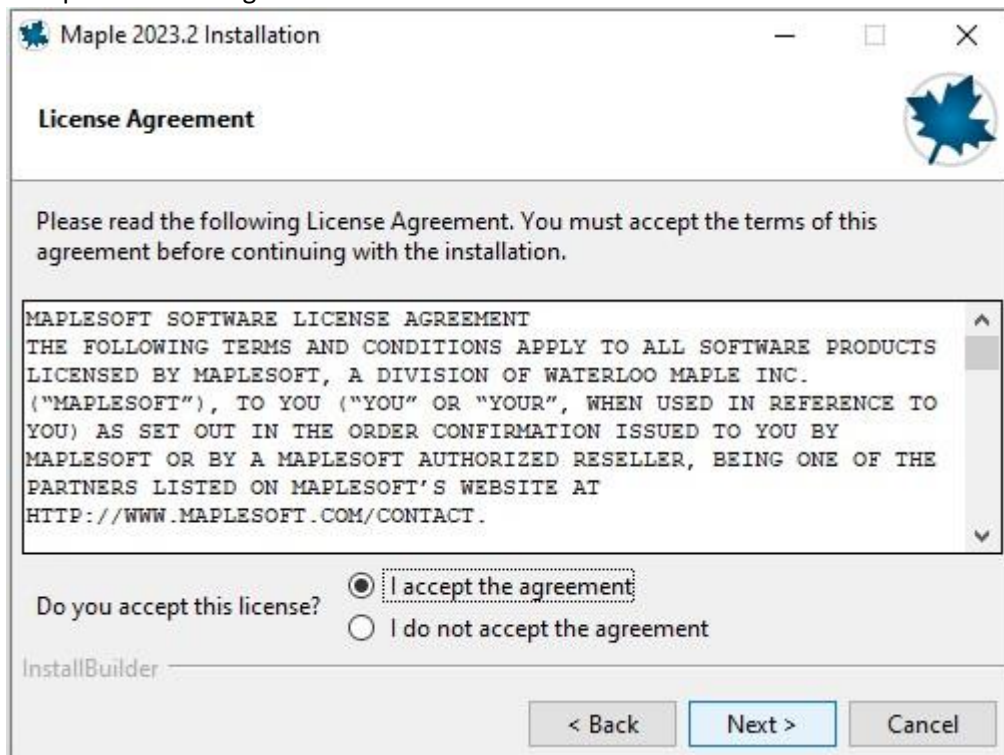 Maple 2023.2 Installation
License Agreement
Please read the following License Agreement. You must accept the terms of this
agreement before continuing with the installation.
MAPLESOFT SOFTWARE LICENSE AGREEMENT
THE FOLLOWING TERMS AND CONDITIONS APPLY TO ALL SOFTWARE PRODUCTS
LICENSED BY MAPLESOFT, A DIVISION OF WATERLOO MAPLE INC.
(“MAPLESOFT”), TO YOU (“YOU” OR “YOUR”, WHEN USED IN REFERENCE TO
YOU) AS SET OUT IN THE ORDER CONFIRMATION ISSUED TO YOU BY
MAPLESOFT OR BY A MAPLESOFT AUTHORIZED RESELLER, BEING ONE OF THE
PARTNERS LISTED ON MAPLESOFT’S WEBSITE AT
HTTP://WWW.MAPLESOFT.COM/CONTACT.
Do you accept this license?
I accept the agreement
I do not accept the agreement
InstallBuilder
< Back Next > Cancel